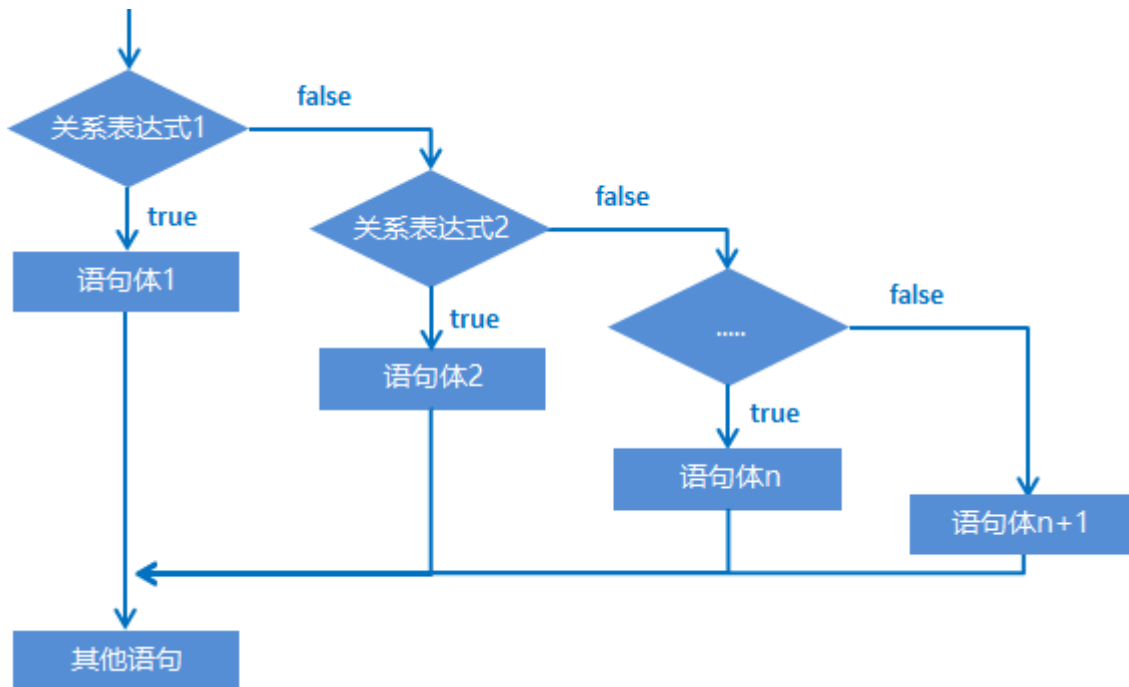 false
关系表达式1
false
true
关系表达式2
语句体1
false
true
.....
语句体2
true
语句体n
语句体n+1
其他语句